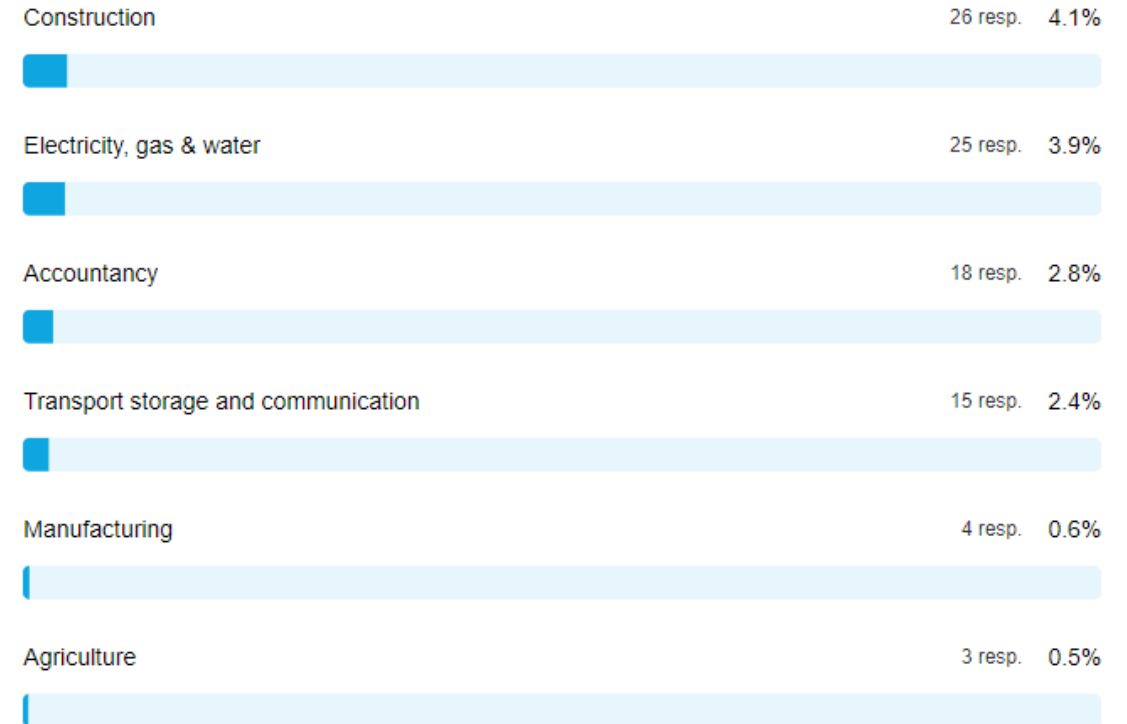 Construction 26 resp. 4.1%
Electricity, gas & water 25 resp. 3.9%
Accountancy 18 resp. 2.8%
Transport storage and communication 15 resp. 2.4%
Manufacturing 4 resp. 0.6%
Agriculture 3 resp. 0.5%